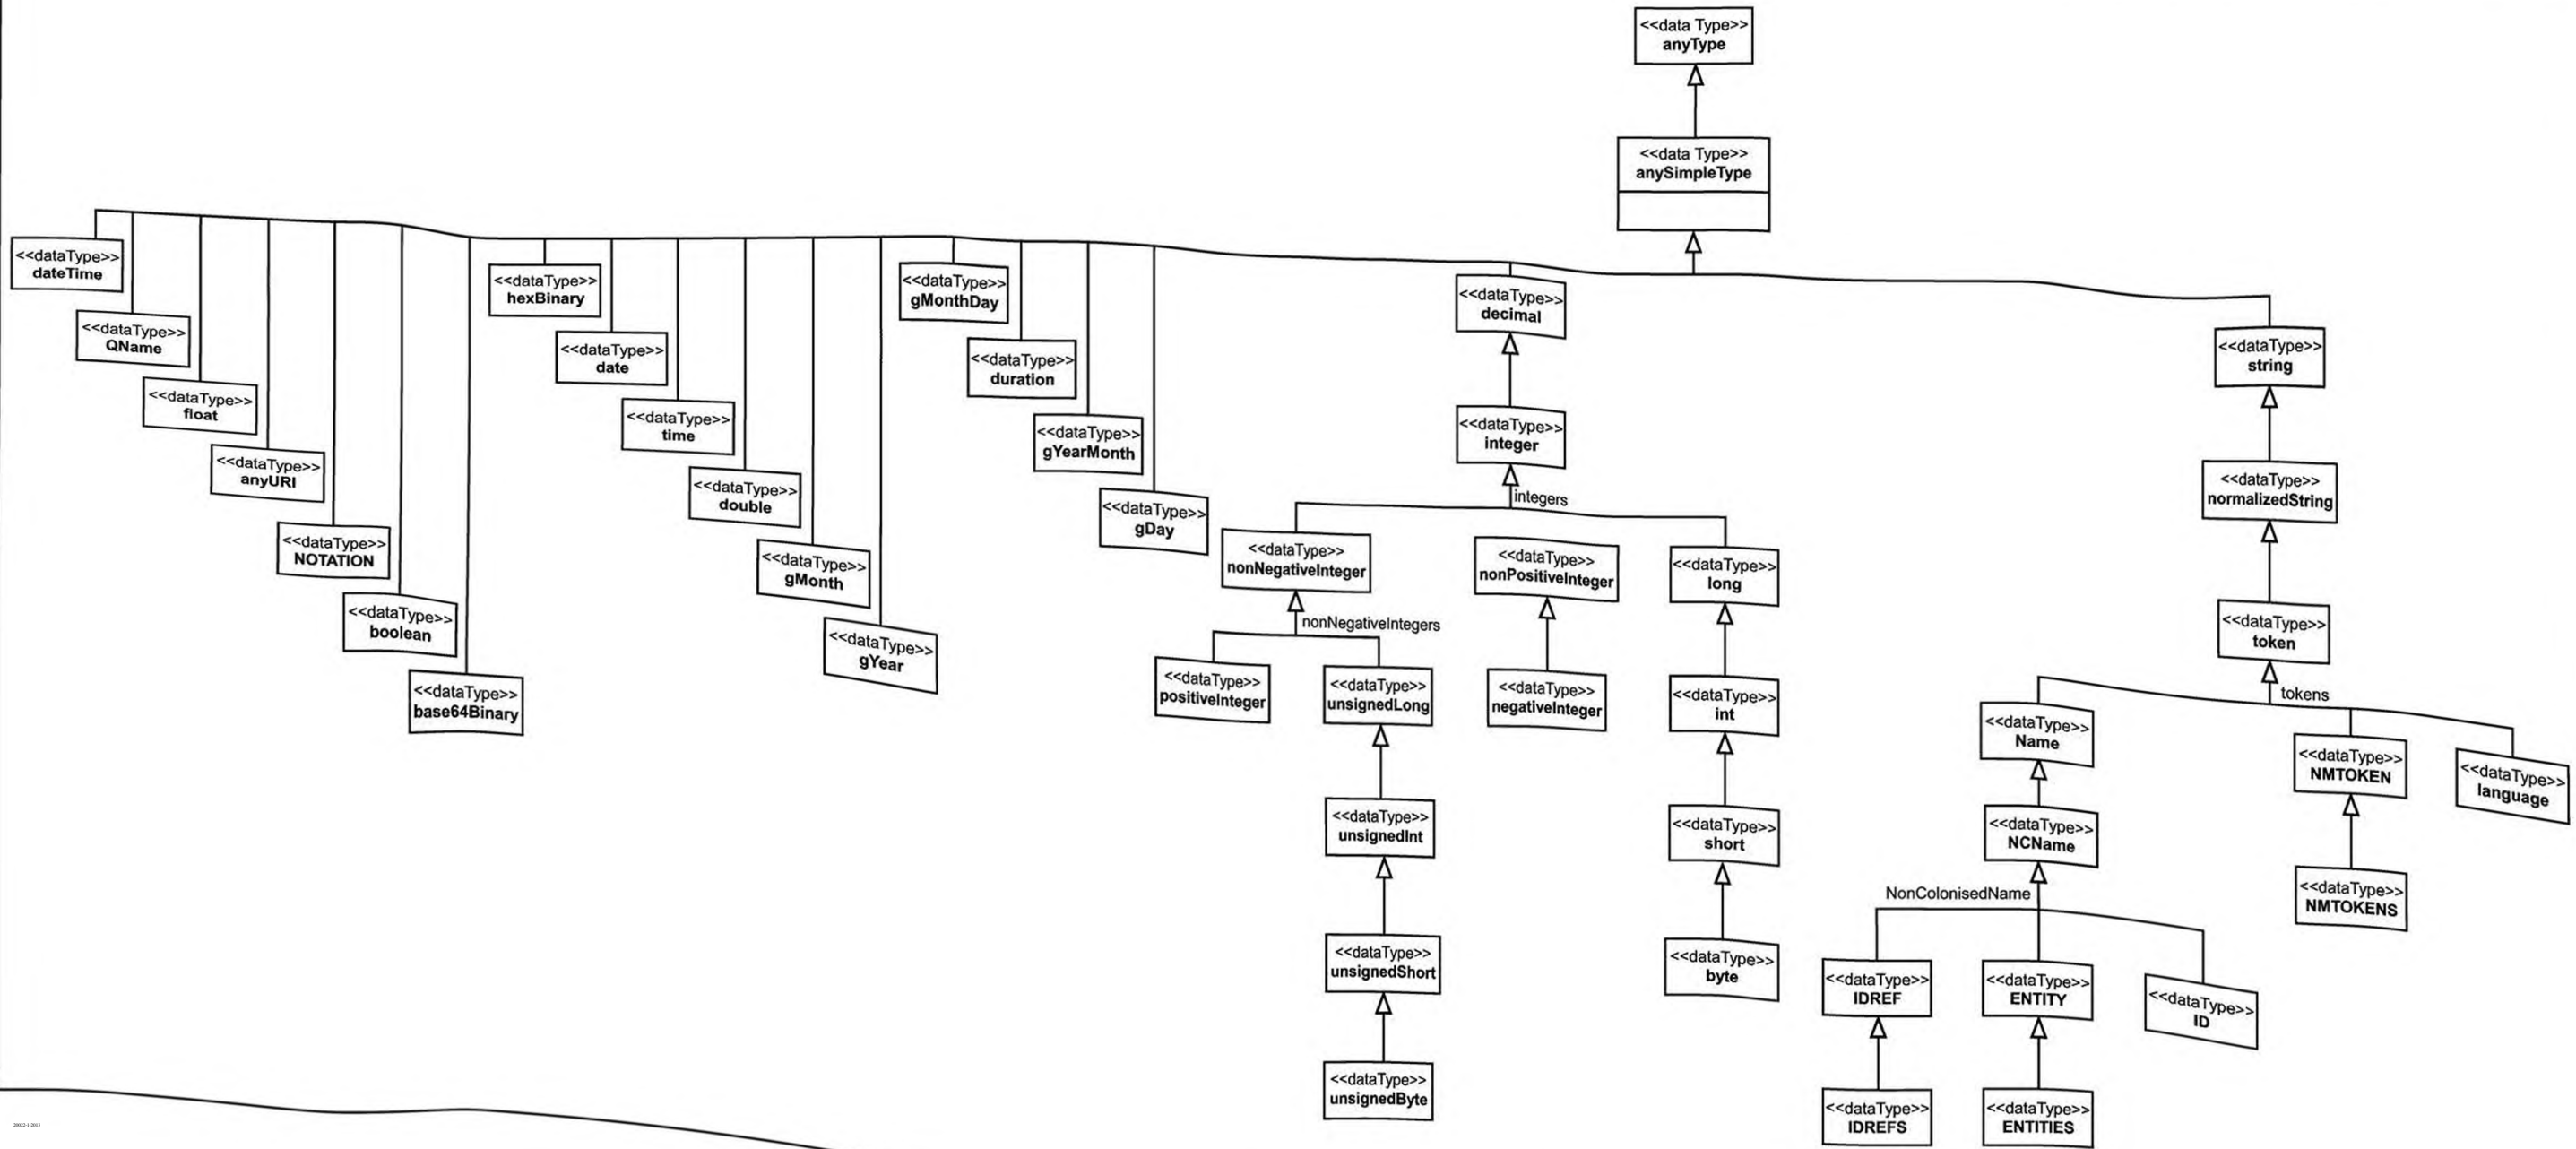 <<data Type>>
anyType
<<data Type>>
anySimpleType
<<dataType>>
dateTime
<<dataType>>
QName
<<dataType>>
float
<<dataType>>
anyURI
<<dataType>>
NOTATION
<<dataType>>
boolean
<<dataType>>
base64Binary
<<dataType>>
hexBinary
<<dataType>>
date
<<dataType>>
time
<<dataType>>
double
<<dataType>>
gMonth
<<dataType>>
gYear
<<dataType>>
gMonthDay
<<dataType>>
duration
<<dataType>>
gYearMonth
<<dataType>>
gDay
<<dataType>>
decimal
<<dataType>>
integer
integers
<<dataType>>
nonNegativeInteger
nonNegativeIntegers
<<dataType>>
positiveInteger
<<dataType>>
unsignedLong
<<dataType>>
unsignedInt
<<dataType>>
unsignedShort
<<dataType>>
unsignedByte
<<dataType>>
nonPositiveInteger
<<dataType>>
negativeInteger
<<dataType>>
long
<<dataType>>
int
<<dataType>>
short
<<dataType>>
byte
<<dataType>>
string
<<dataType>>
normalizedString
<<dataType>>
token
tokens
<<dataType>>
Name
<<dataType>>
NCName
NonColonisedName
<<dataType>>
IDREF
<<dataType>>
IDREFS
<<dataType>>
ENTITY
<<dataType>>
ENTITIES
<<dataType>>
ID
<<dataType>>
NMTOKEN
<<dataType>>
NMTOKENS
<<dataType>>
language
20022-1-2013